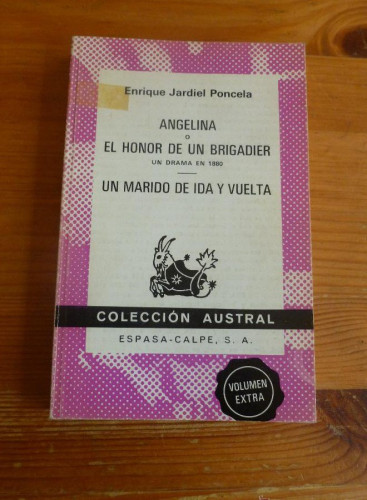 Enrique Jardiel Poncela
ANGELINA
o
EL HONOR DE UN BRIGADIER
UN DRAMA EN 1880
UN MARIDO DE IDA Y VUELTA
COLECCIÓN AUSTRAL
ESPASA-CALPE, S. A.
VOLUMEN
EXTRA